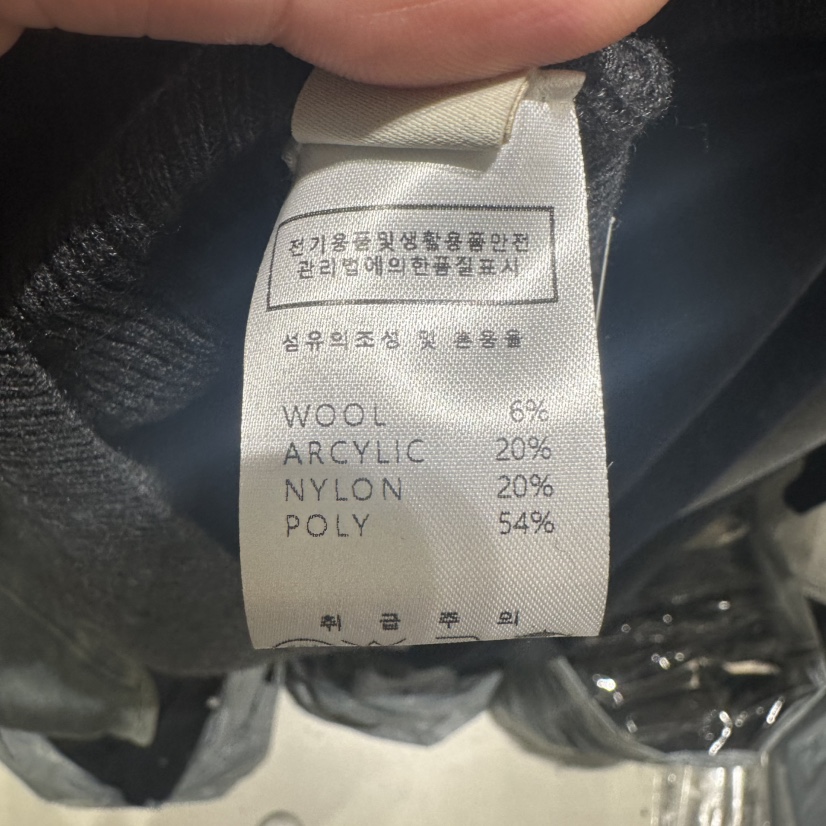 전기용품및생활용품안전
관리법에의한품질표시
섬유의조성 및 혼용율
WOOL 6%
ARCYLIC 20%
NYLON 20%
POLY 54%
취 급 주 의